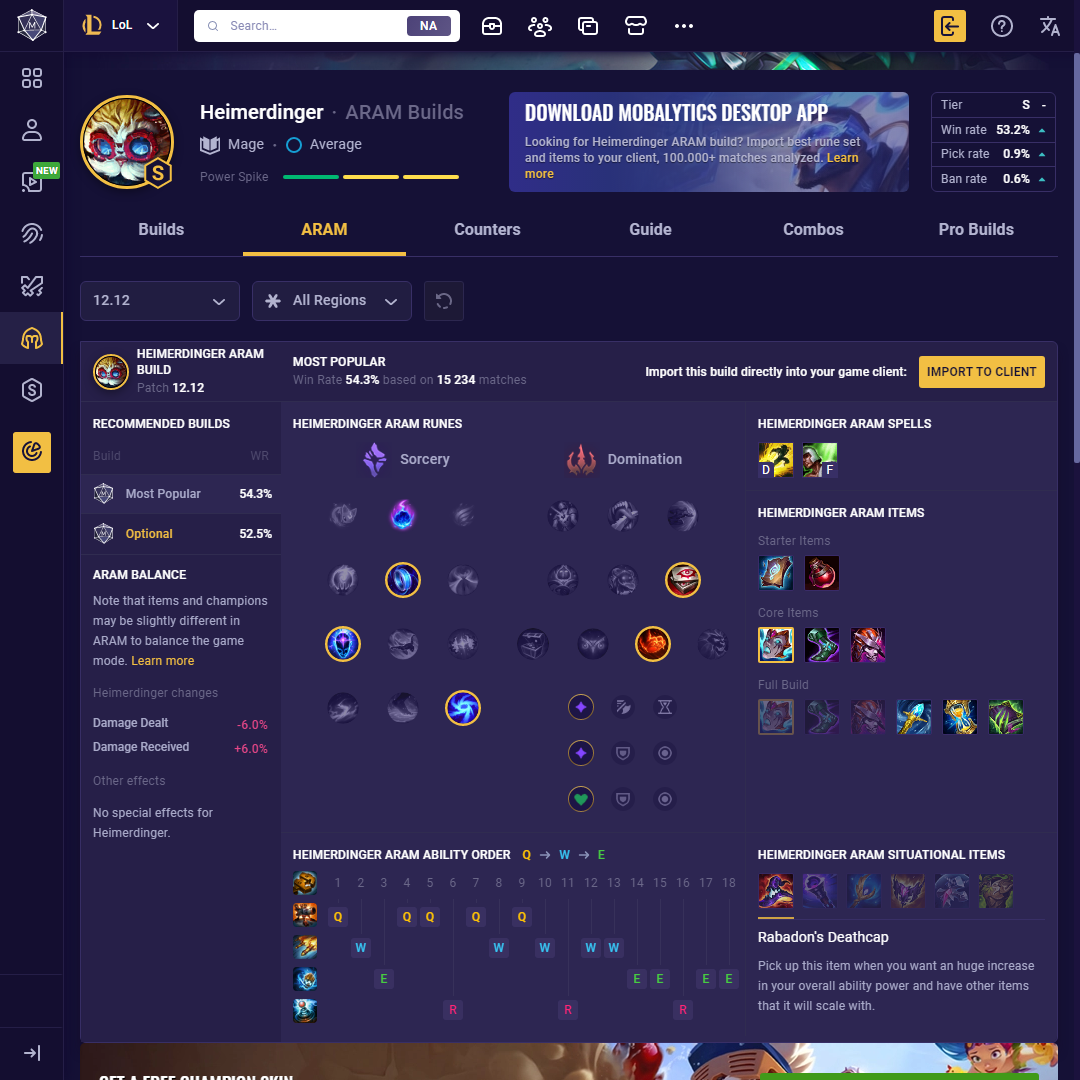 LoL
Search...
NA
NEW
Heimerdinger · ARAM Builds
Mage · Average
Power Spike
S
DOWNLOAD MOBALYTICS DESKTOP APP
Looking for Heimerdinger ARAM build? Import best rune set
and items to your client, 100.000+ matches analyzed. Learn
more
Tier S -
Win rate 53.2%
Pick rate 0.9%
Ban rate 0.6%
Builds ARAM Counters Guide Combos Pro Builds
12.12
All Regions
HEIMERDINGER ARAM
BUILD
Patch 12.12
MOST POPULAR
Win Rate 54.3% based on 15 234 matches
Import this build directly into your game client:
IMPORT TO CLIENT
RECOMMENDED BUILDS
Build WR
Most Popular 54.3%
Optional 52.5%
ARAM BALANCE
Note that items and champions
may be slightly different in
ARAM to balance the game
mode. Learn more
Heimerdinger changes
Damage Dealt -6.0%
Damage Received +6.0%
Other effects
No special effects for
Heimerdinger.
HEIMERDINGER ARAM RUNES
Sorcery
Domination
HEIMERDINGER ARAM SPELLS
D F
HEIMERDINGER ARAM ITEMS
Starter Items
Core Items
Full Build
HEIMERDINGER ARAM ABILITY ORDER Q → W → E
1 2 3 4 5 6 7 8 9 10 11 12 13 14 15 16 17 18
Q Q Q Q Q
W W W W W
E E E E E
R R R
HEIMERDINGER ARAM SITUATIONAL ITEMS
Rabadon's Deathcap
Pick up this item when you want an huge increase
in your overall ability power and have other items
that it will scale with.
GET A FREE CHAMPION SKIN